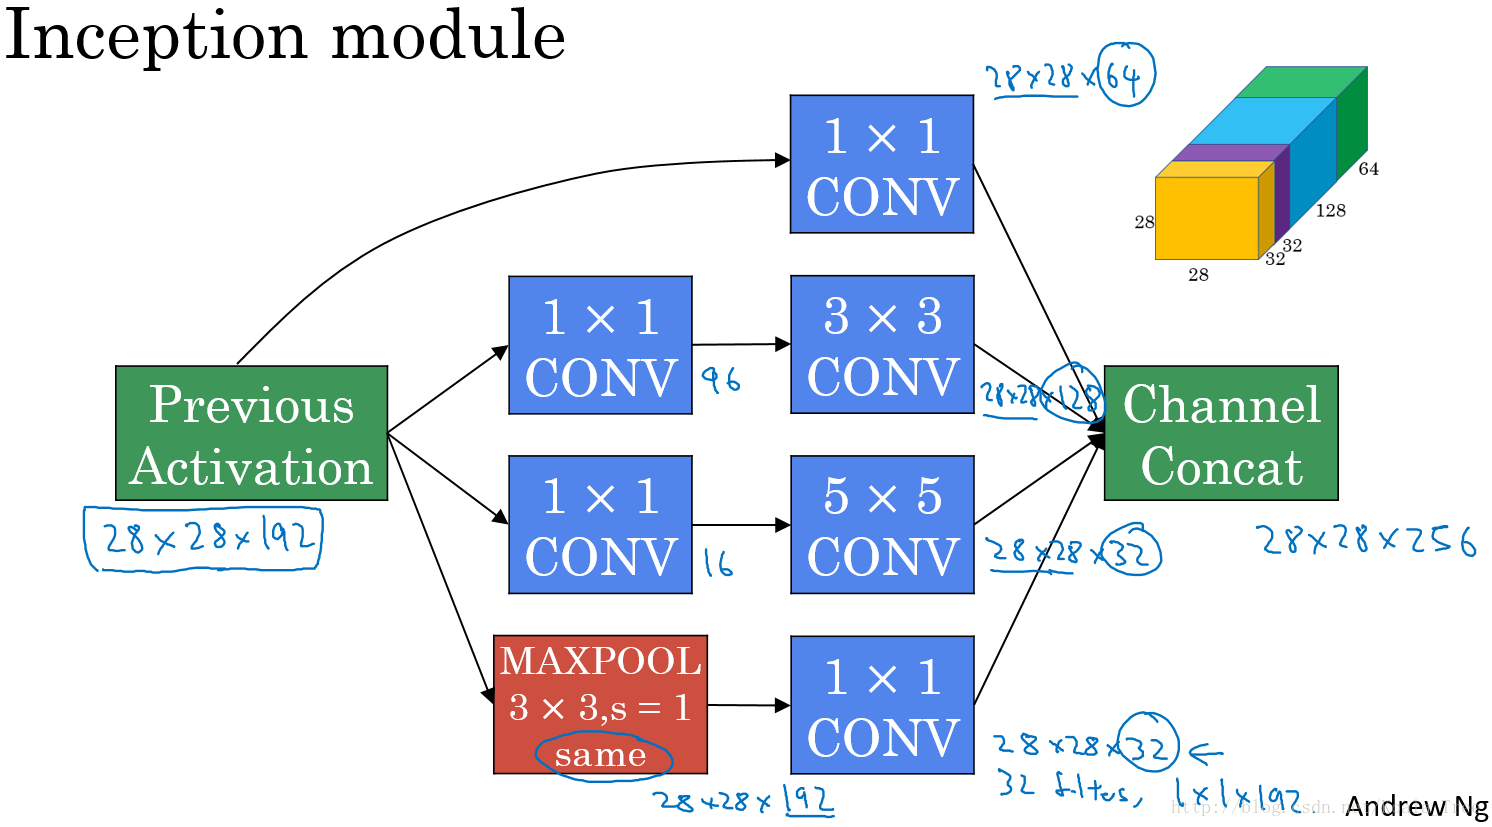 Inception module
28×28×64
1 × 1
CONV
28
28
32
32
128
64
1 × 1
CONV
96
3 × 3
CONV
28×28×128
Previous
Activation
28×28×192
Channel
Concat
28×28×256
1 × 1
CONV
16
5 × 5
CONV
28×28×32
MAXPOOL
3 × 3,s = 1
same
28×28×192
1 × 1
CONV
28×28×32 ←
32 filters, 1×1×192
Andrew Ng